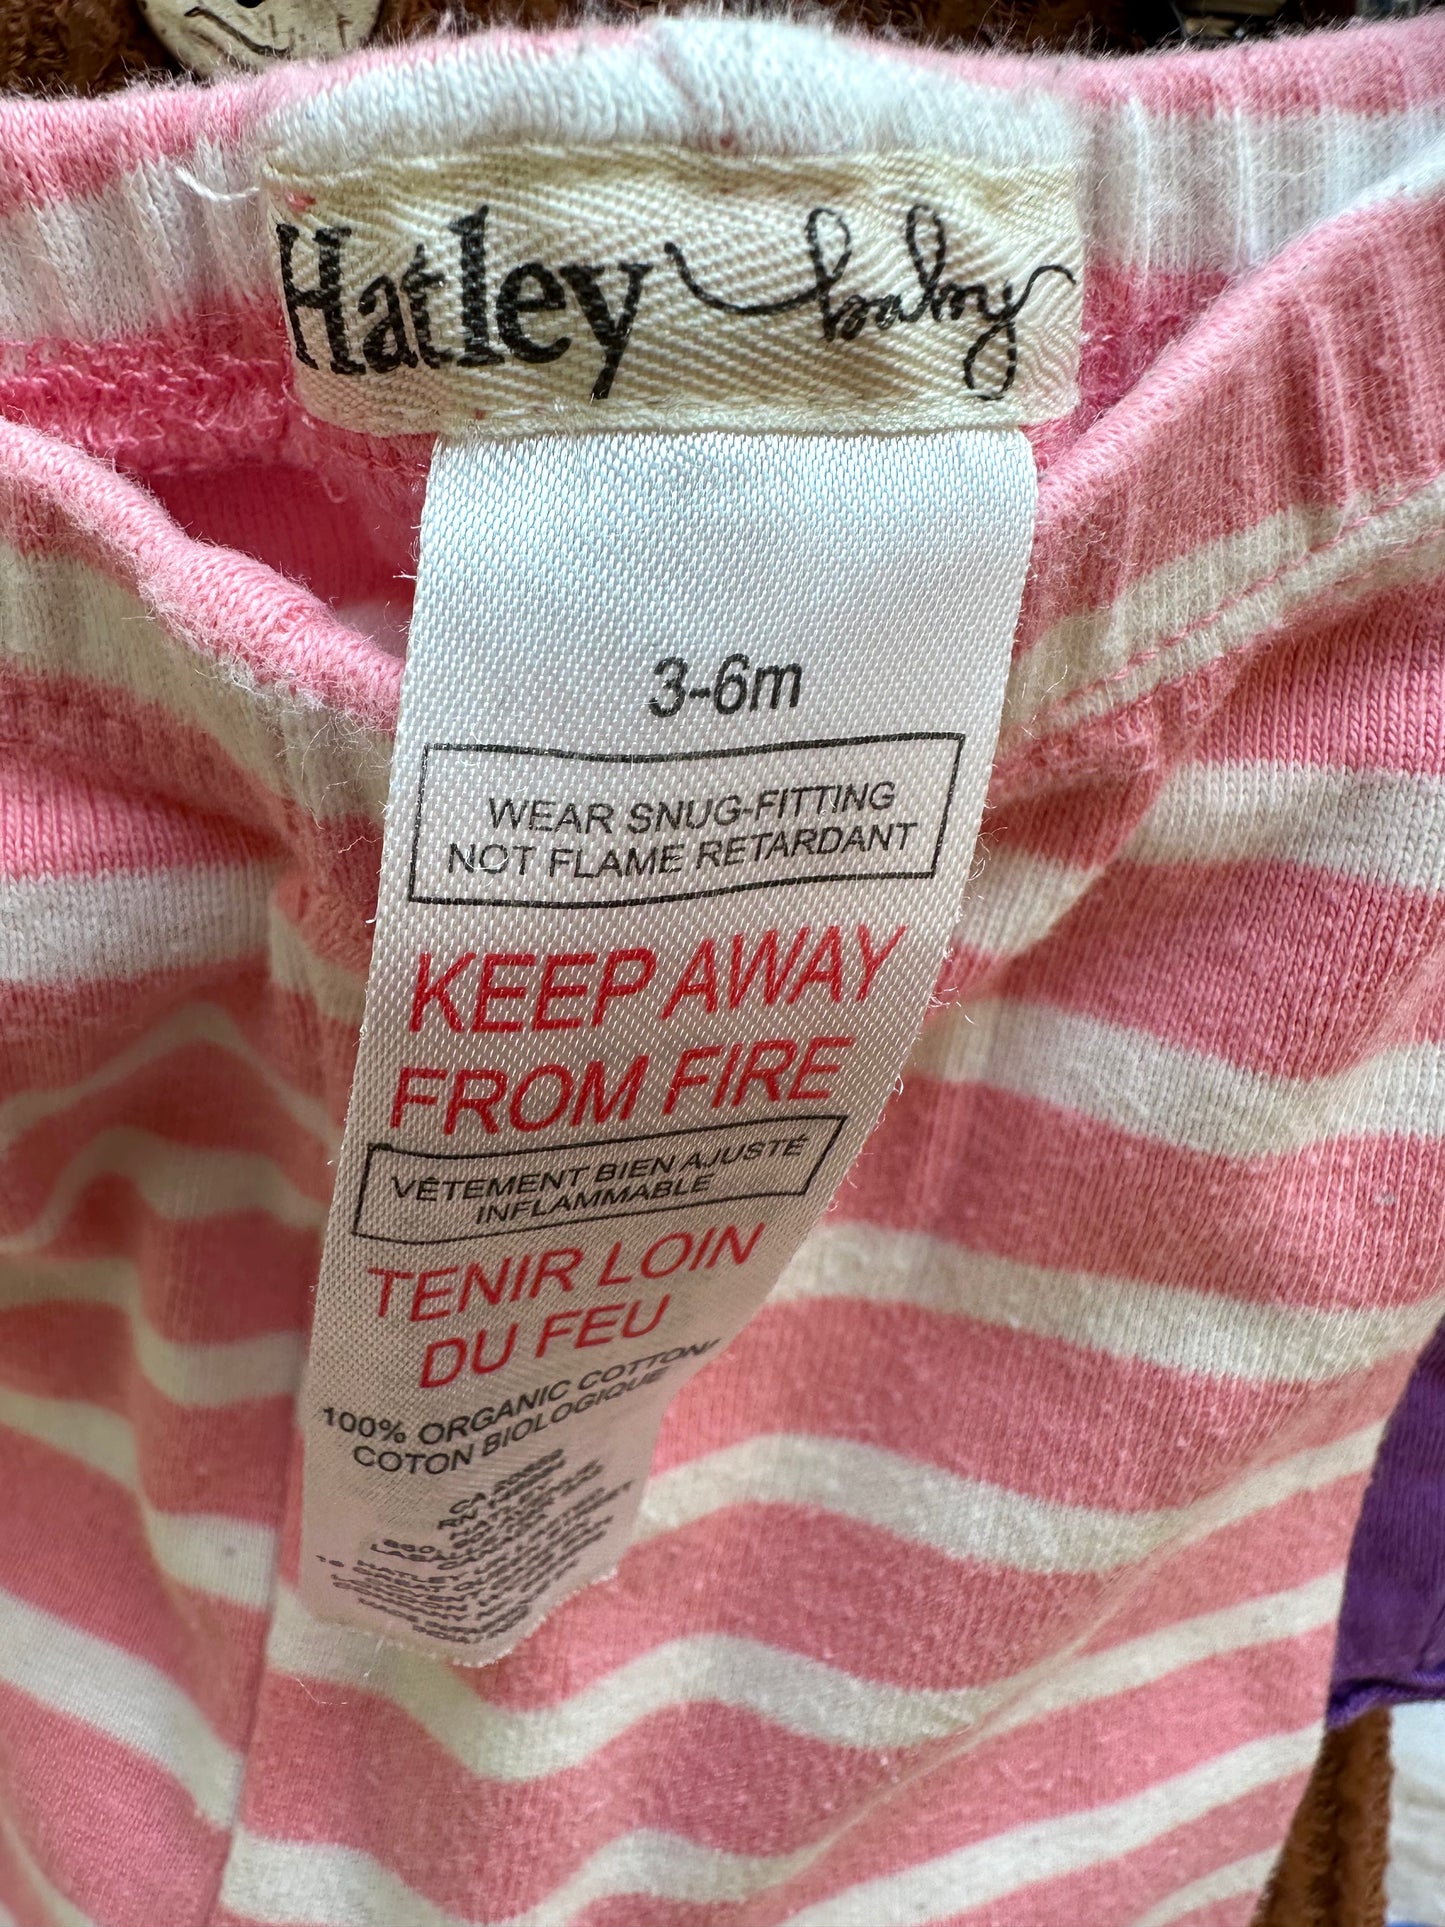 Hatley baby
3-6m
WEAR SNUG-FITTING
NOT FLAME RETARDANT
KEEP AWAY
FROM FIRE
VÊTEMENT BIEN AJUSTÉ
INFLAMMABLE
TENIR LOIN
DU FEU
100% ORGANIC COTTON/
COTON BIOLOGIQUE